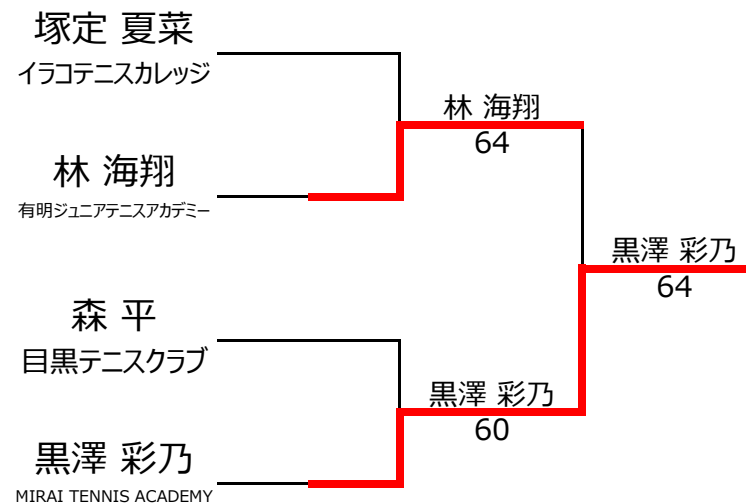 塚定 夏菜
イラコテニスカレッジ
林 海翔
有明ジュニアテニスアカデミー
森 平
目黒テニスクラブ
黒澤 彩乃
MIRAI TENNIS ACADEMY
林 海翔
64
黒澤 彩乃
60
黒澤 彩乃
64